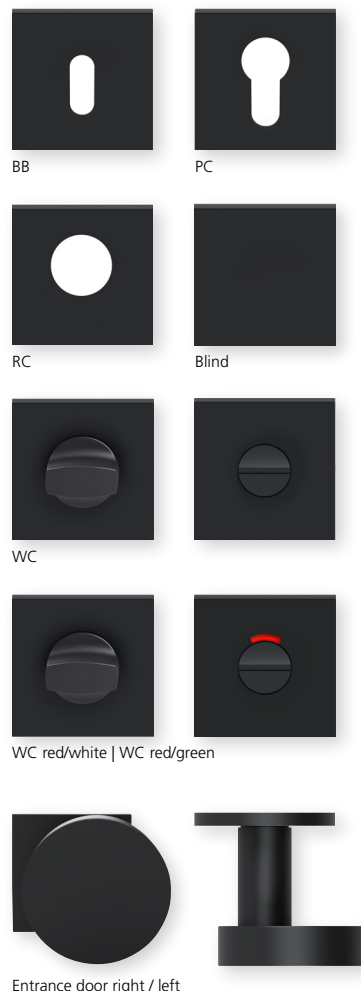 BB
PC
RC
Blind
WC
WC red/white | WC red/green
Entrance door right / left